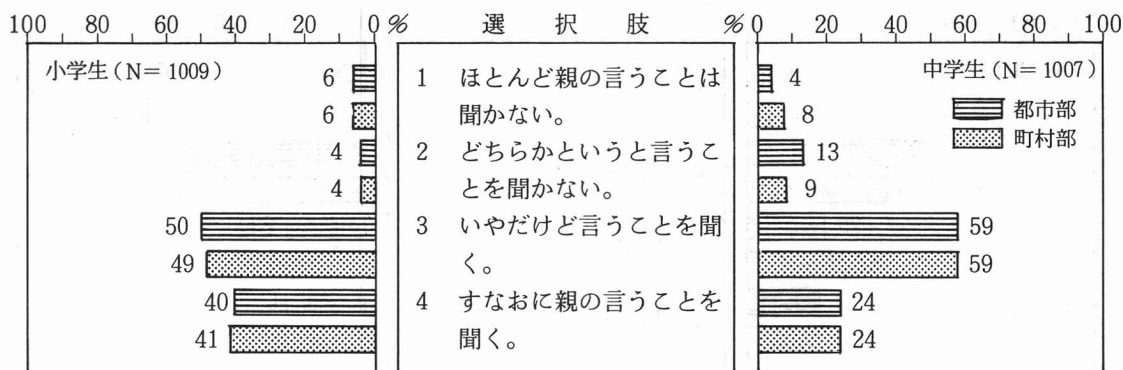 100 80 60 40 20 0 % 選択肢 % 0 20 40 60 80 100
小学生(N= 1009)
中学生(N= 1007)
都市部
町村部
6
6
4
4
50
49
40
41
1 ほとんど親の言うことは
聞かない。
2 どちらかというと言うこ
とを聞かない。
3 いやだけど言うことを聞
く。
4 すなおに親の言うことを
聞く。
4
8
13
9
59
59
24
24